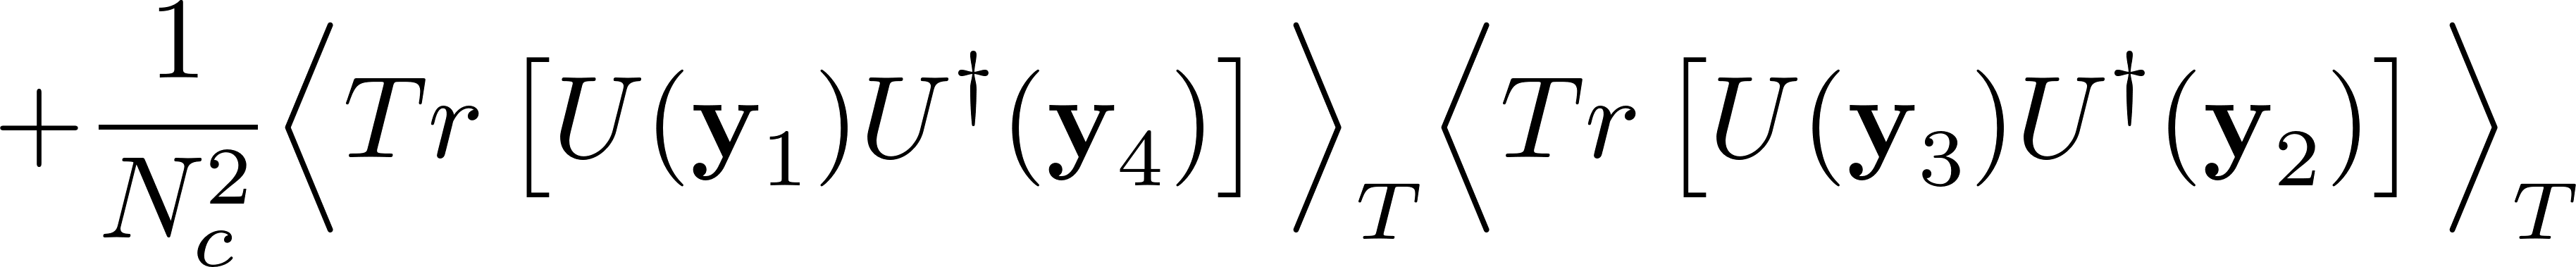 + \frac{1}{N_c^2} \left\langle Tr \left[ U(\mathbf{y}_1) U^\dagger(\mathbf{y}_4) \right] \right\rangle_T \left\langle Tr \left[ U(\mathbf{y}_3) U^\dagger(\mathbf{y}_2) \right] \right\rangle_T